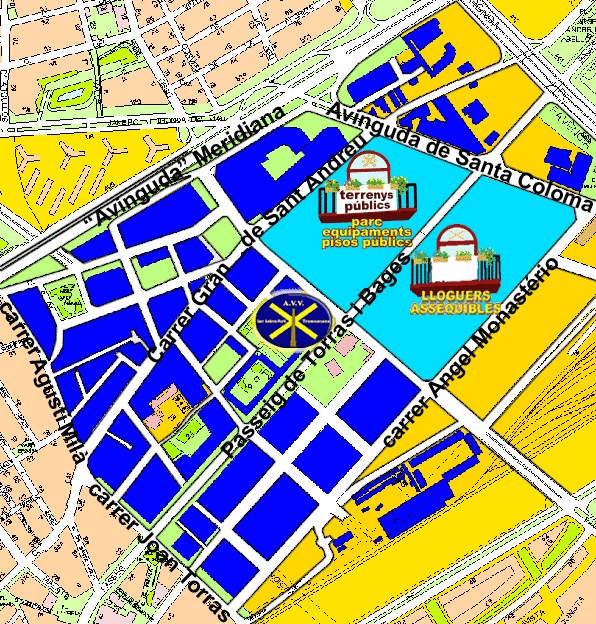 "Avinguda" Meridiana
Avinguda de Santa Coloma
carrer Gran de Sant Andreu
terrenys
públics
parc
equipaments
pisos públics
LLOGUERS
ASSEQUIBLES
A.V.V.
Passeig de Torras i Bages
carrer Angel Monasterio
carrer Agustí Milà
carrer Joan Torras